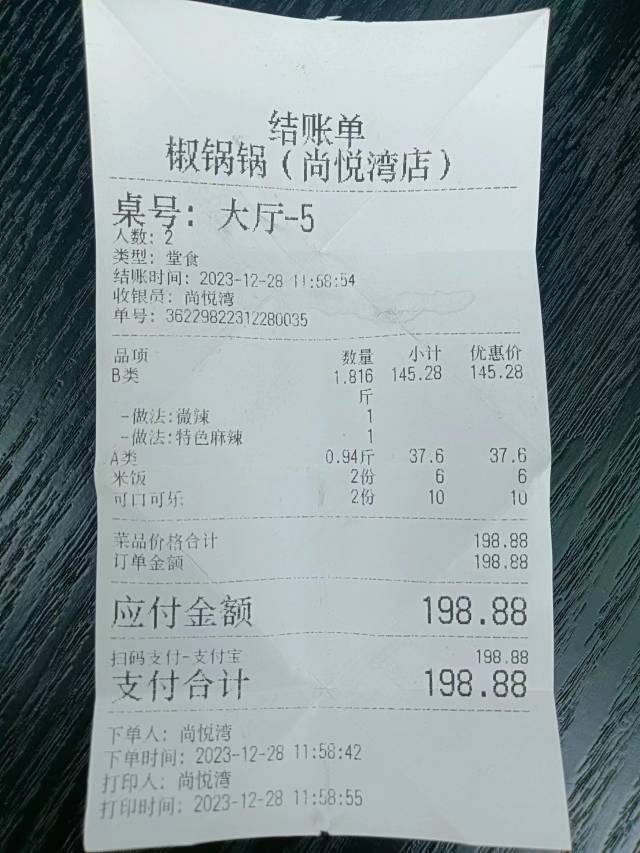 结账单
椒锅锅(尚悦湾店)
桌号: 大厅-5
人数: 2
类型: 堂食
结账时间: 2023-12-28 11:58:54
收银员: 尚悦湾
单号: 36229822312280035
品项 数量 小计 优惠价
B类 1.816 145.28 145.28
斤
-做法:微辣 1
-做法:特色麻辣 1
A类 0.94斤 37.6 37.6
米饭 2份 6 6
可口可乐 2份 10 10
菜品价格合计 198.88
订单金额 198.88
应付金额 198.88
扫码支付-支付宝 198.88
支付合计 198.88
下单人: 尚悦湾
下单时间: 2023-12-28 11:58:42
打印人: 尚悦湾
打印时间: 2023-12-28 11:58:55